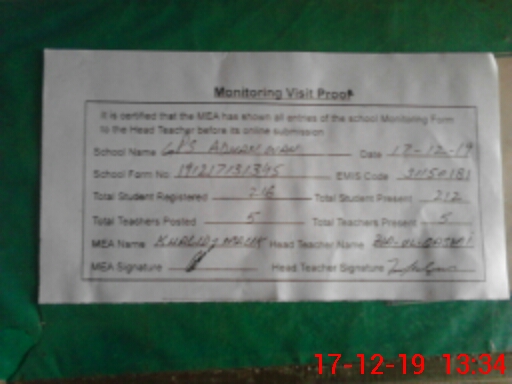 Monitoring Visit Proof
It is certified that the MEA has shown all entries of the school Monitoring Form
to the Head Teacher before its online submission
School Name GPS Date 17-12-19
School Form No EMIS Code
Total Student Registered Total Student Present 212
Total Teachers Posted 5 Total Teachers Present 5
MEA Name KHALID MALIK Head Teacher Name
MEA Signature Head Teacher Signature
17-12-19 13:34